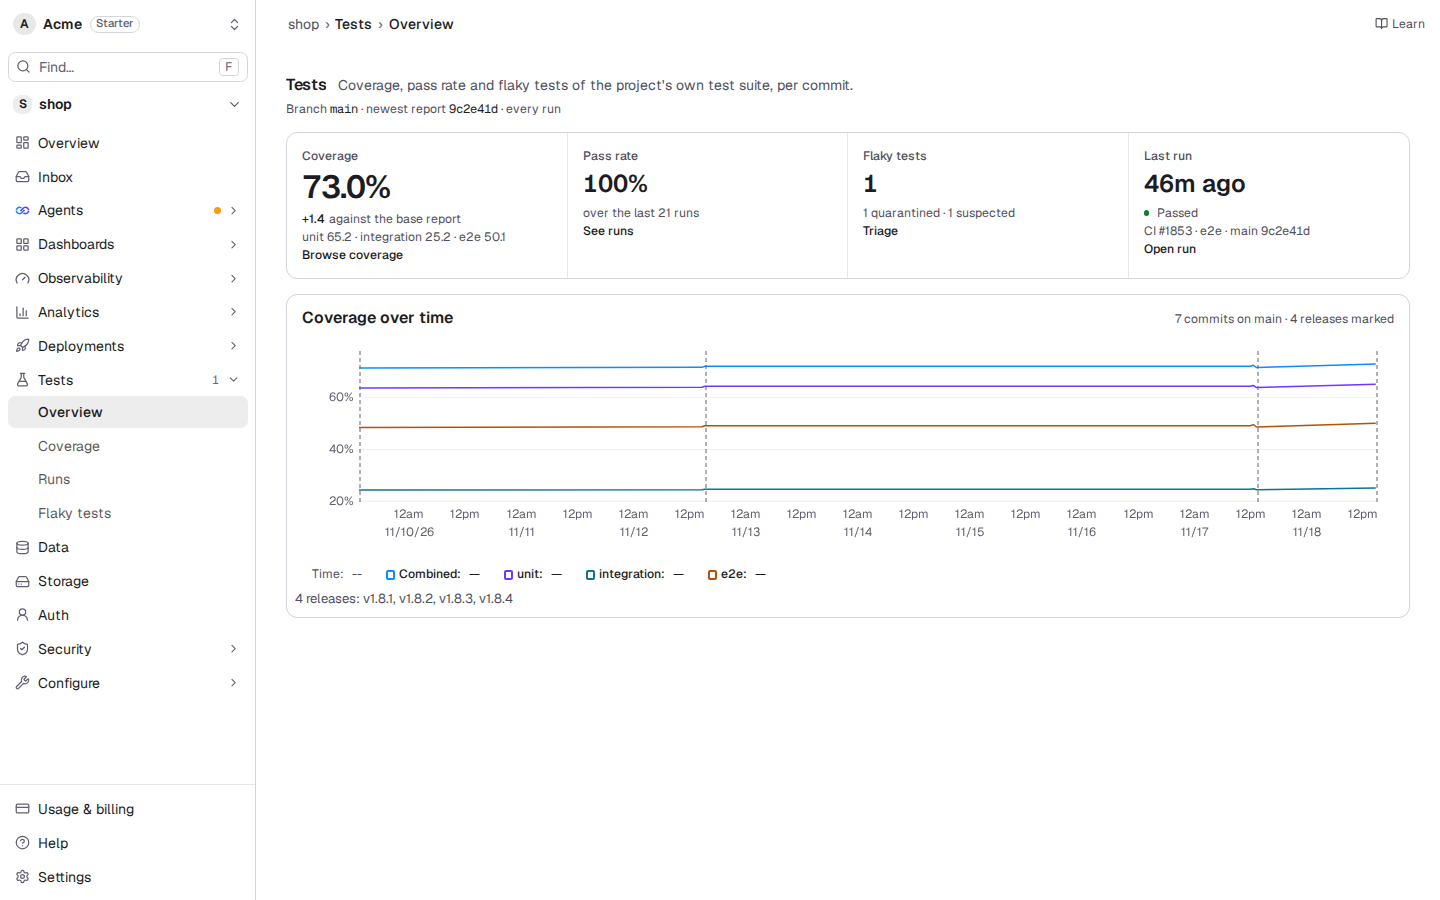 A Acme Starter
Find... F
S shop
Overview
Inbox
Agents
Dashboards
Observability
Analytics
Deployments
Tests 1
Overview
Coverage
Runs
Flaky tests
Data
Storage
Auth
Security
Configure
Usage & billing
Help
Settings
shop › Tests › Overview
Learn
Tests Coverage, pass rate and flaky tests of the project's own test suite, per commit.
Branch main · newest report 9c2e41d · every run
Coverage
73.0%
+1.4 against the base report
unit 65.2 · integration 25.2 · e2e 50.1
Browse coverage
Pass rate
100%
over the last 21 runs
See runs
Flaky tests
1
1 quarantined · 1 suspected
Triage
Last run
46m ago
Passed
CI #1853 · e2e · main 9c2e41d
Open run
Coverage over time
7 commits on main · 4 releases marked
60%
40%
20%
12am 12pm 12am 12pm 12am 12pm 12am 12pm 12am 12pm 12am 12pm 12am 12pm 12am 12pm 12am 12pm
11/10/26 11/11 11/12 11/13 11/14 11/15 11/16 11/17 11/18
Time: -- Combined: — unit: — integration: — e2e: —
4 releases: v1.8.1, v1.8.2, v1.8.3, v1.8.4